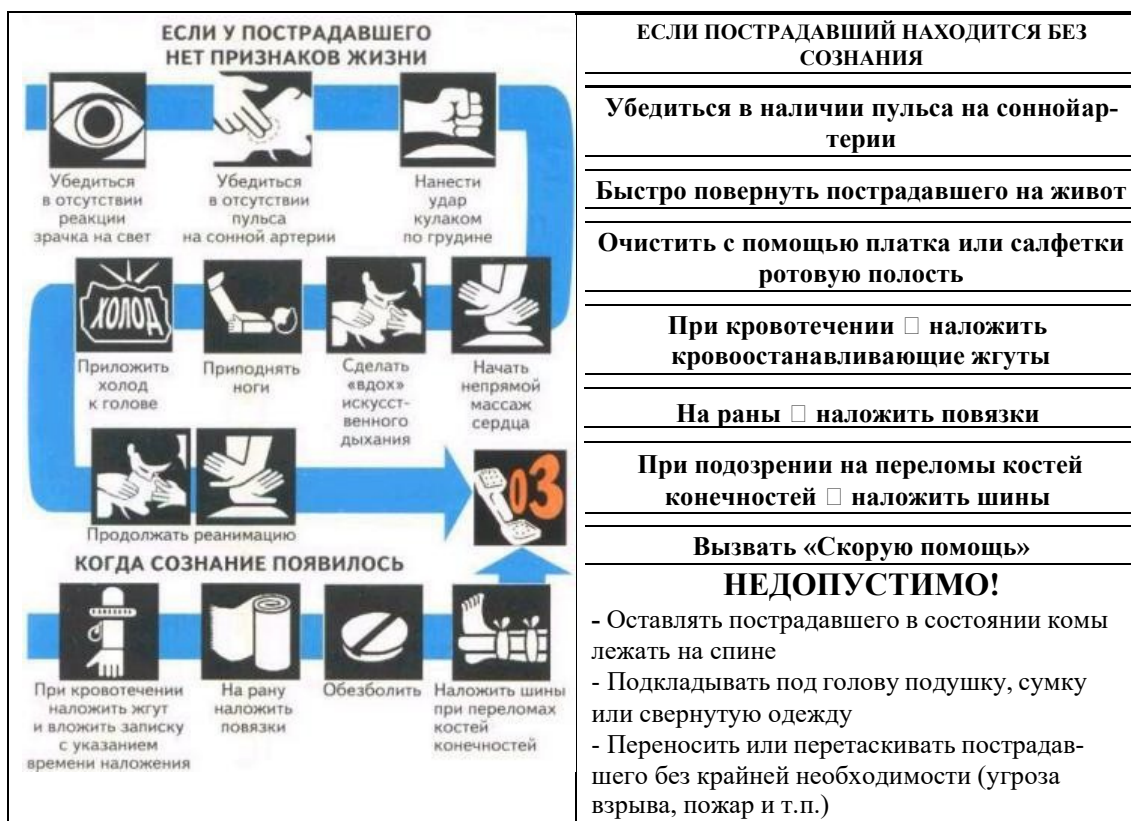 ЕСЛИ У ПОСТРАДАВШЕГО
НЕТ ПРИЗНАКОВ ЖИЗНИ
Убедиться
в отсутствии
реакции
зрачка на свет
Убедиться
в отсутствии
пульса
на сонной артерии
Нанести
удар
кулаком
по грудине
ХОЛОД
Приложить
холод
к голове
Приподнять
ноги
Сделать
«вдох»
искусст-
венного
дыхания
Начать
непрямой
массаж
сердца
Продолжать реанимацию
03
КОГДА СОЗНАНИЕ ПОЯВИЛОСЬ
При кровотечении
наложить жгут
и вложить записку
с указанием
времени наложения
На рану
наложить
повязки
Обезболить
Наложить шины
при переломах
костей
конечностей
ЕСЛИ ПОСТРАДАВШИЙ НАХОДИТСЯ БЕЗ
СОЗНАНИЯ
Убедиться в наличии пульса на соннойар-
терии
Быстро повернуть пострадавшего на живот
Очистить с помощью платка или салфетки
ротовую полость
При кровотечении □ наложить
кровоостанавливающие жгуты
На раны □ наложить повязки
При подозрении на переломы костей
конечностей □ наложить шины
Вызвать «Скорую помощь»
НЕДОПУСТИМО!
- Оставлять пострадавшего в состоянии комы
лежать на спине
- Подкладывать под голову подушку, сумку
или свернутую одежду
- Переносить или перетаскивать пострадав-
шего без крайней необходимости (угроза
взрыва, пожар и т.п.)